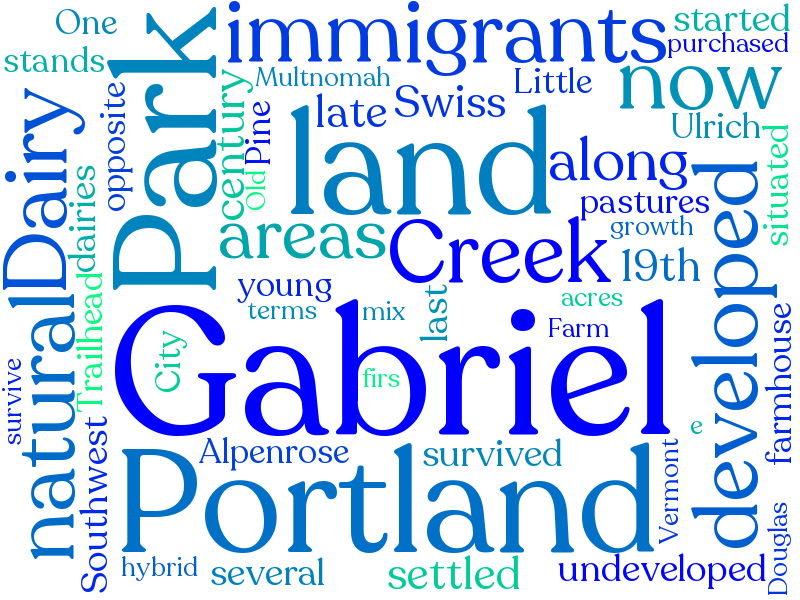 One
immigrants
started
purchased
stands
Park
Multnomah
Little
now
late
Swiss
Ulrich
Dairy
opposite
century
Pine
Old
land
along
situated
dairies
pastures
developed
areas
Creek
growth
19th
natural
Trailhead
young
terms
mix
last
acres
Farm
farmhouse
survive
City
Gabriel
firs
e
Southwest
Alpenrose
survived
Vermont
Portland
Douglas
hybrid
several
settled
undeveloped